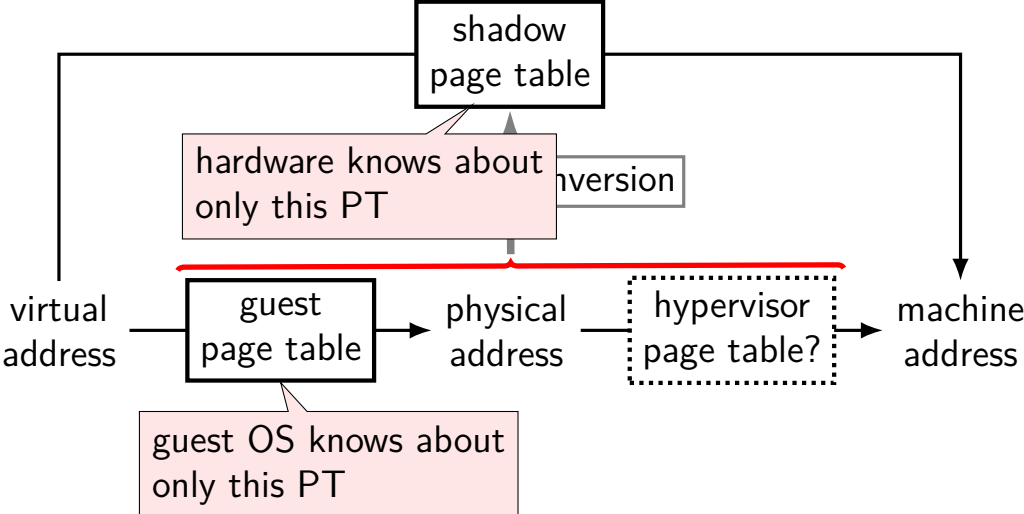 shadow
page table
hardware knows about
only this PT
nversion
virtual
address
guest
page table
physical
address
hypervisor
page table?
machine
address
guest OS knows about
only this PT